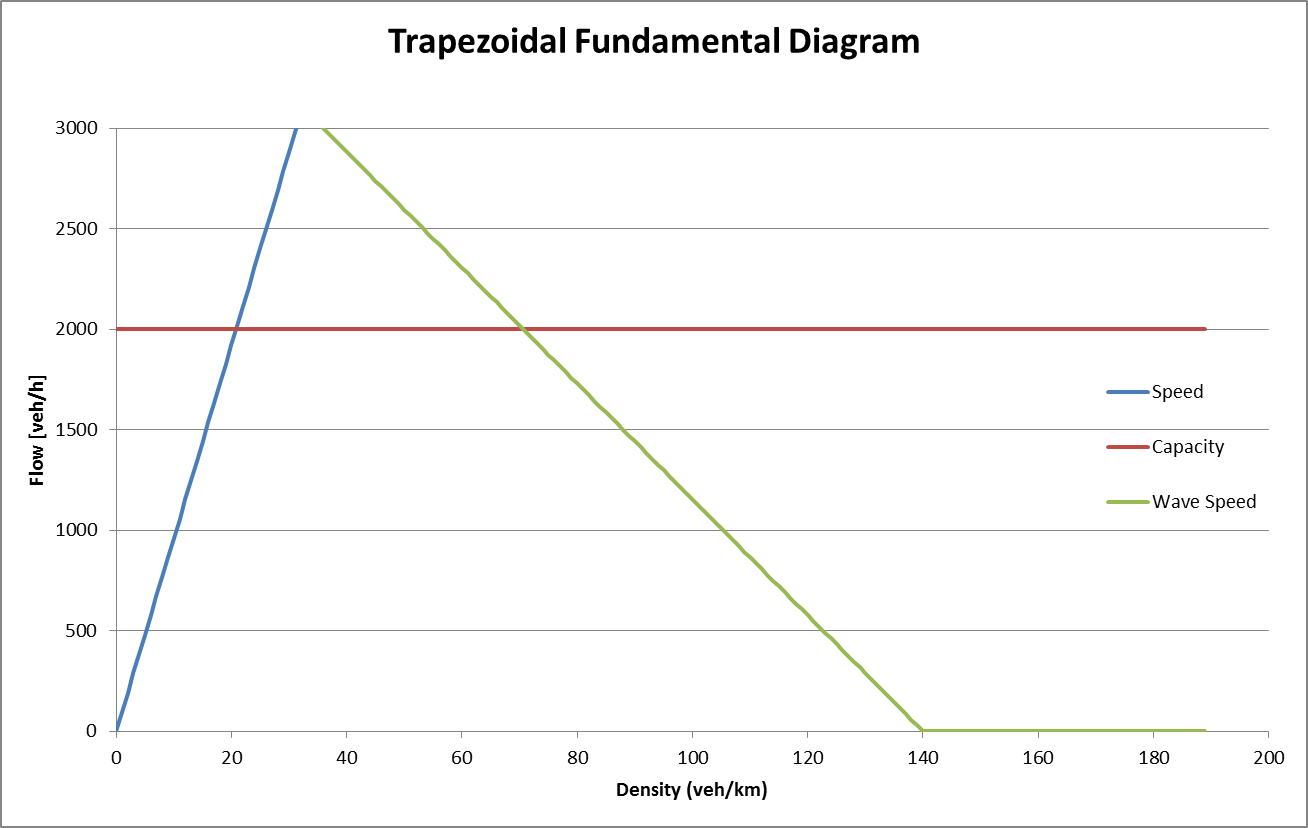 Trapezoidal Fundamental Diagram
3000
2500
2000
1500
1000
500
0
Flow [veh/h]
Speed
Capacity
Wave Speed
0 20 40 60 80 100 120 140 160 180 200
Density (veh/km)